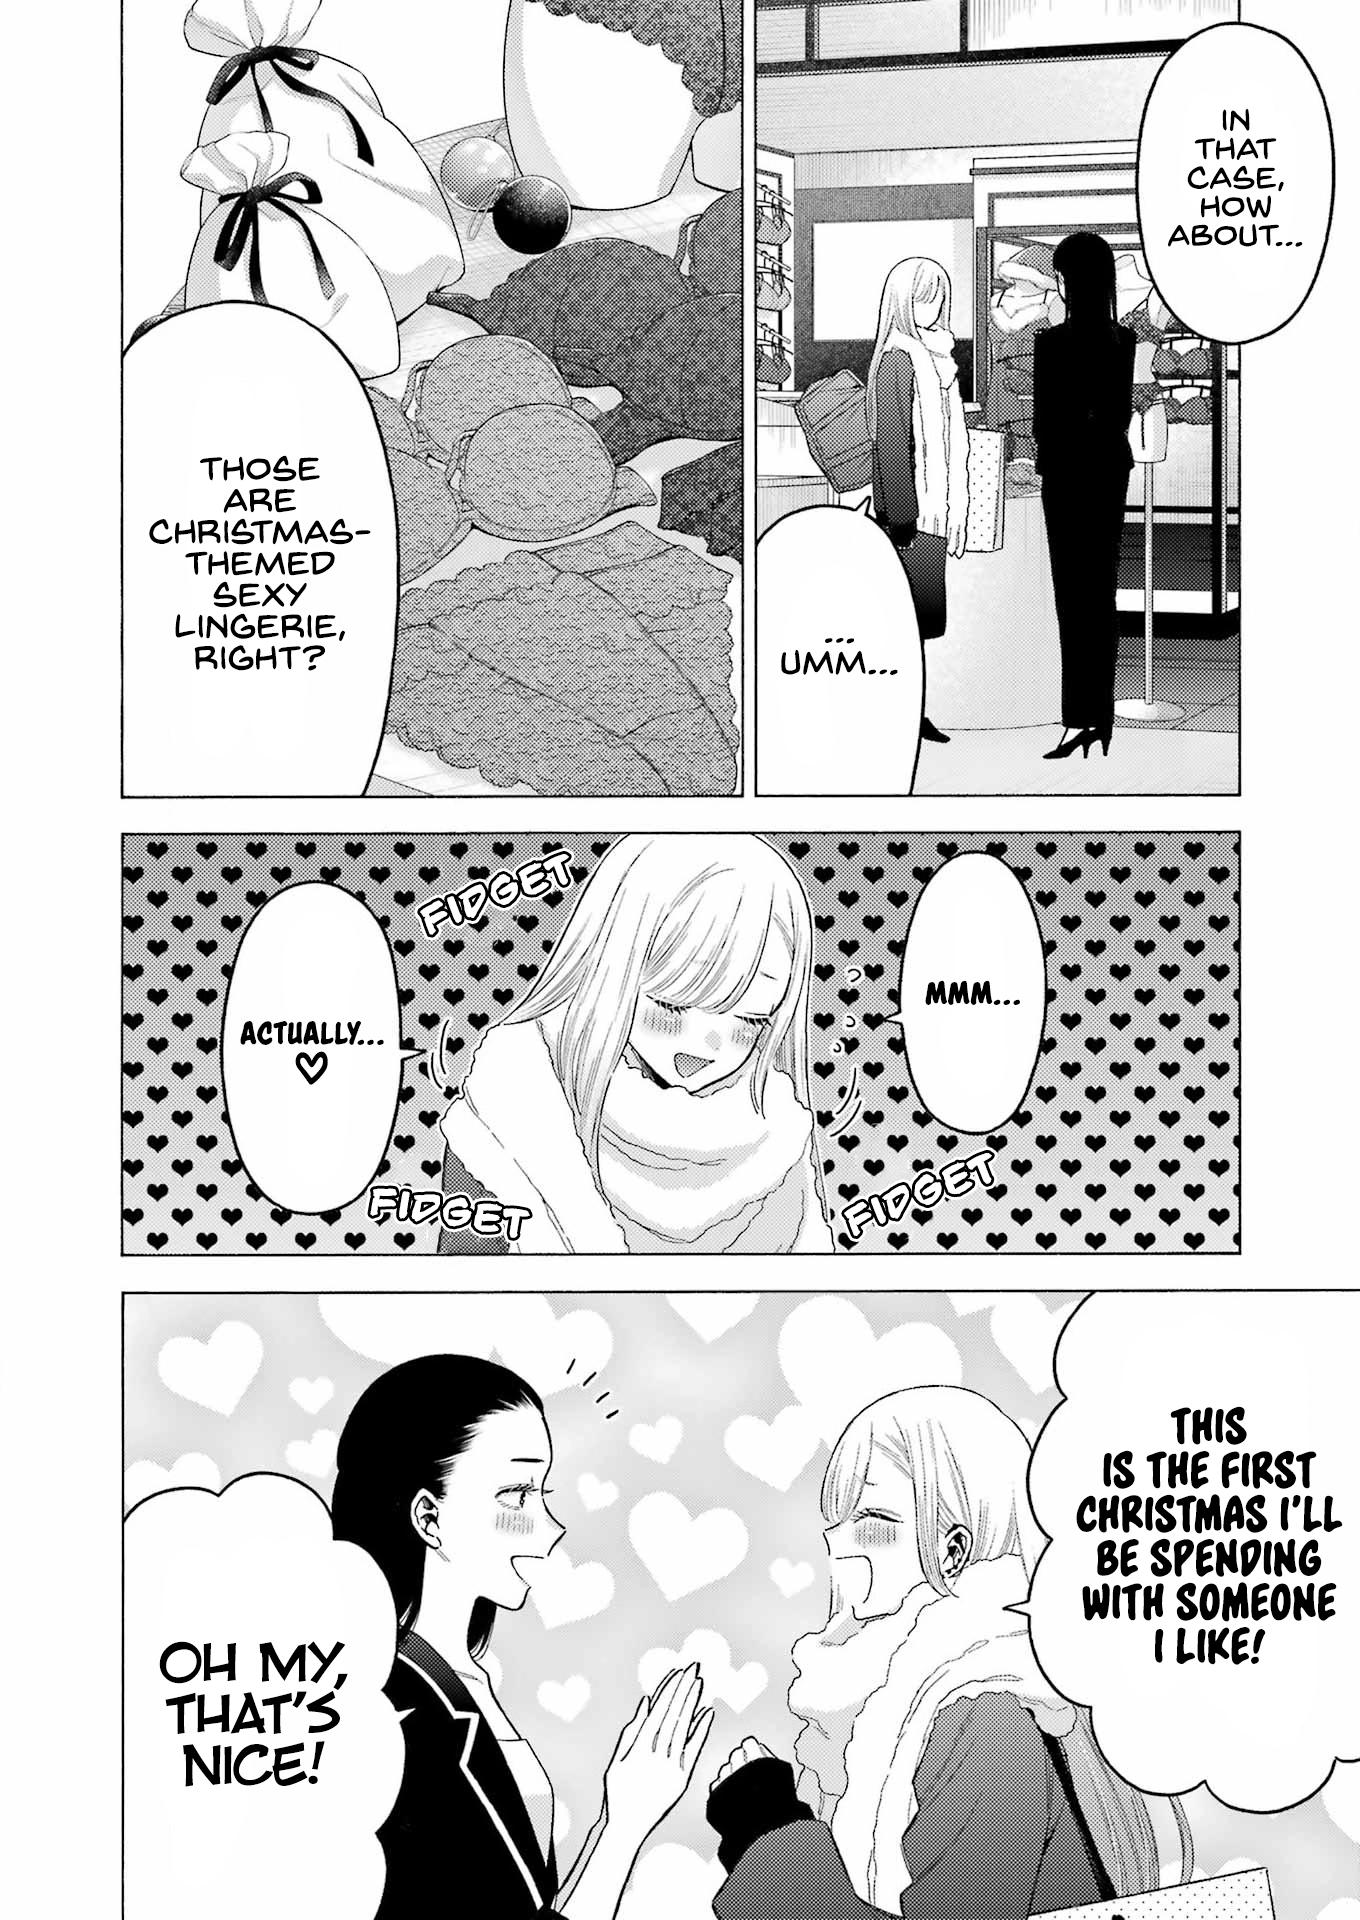 IN
THAT
CASE,
HOW
ABOUT...
...
UMM...
THOSE
ARE
CHRISTMAS-
THEMED
SEXY
LINGERIE,
RIGHT?
MMM...
FIDGET
FIDGET
ACTUALLY...
♡
FIDGET
THIS
IS THE FIRST
CHRISTMAS I'LL
BE SPENDING
WITH SOMEONE
I LIKE!
OH MY,
THAT'S
NICE!